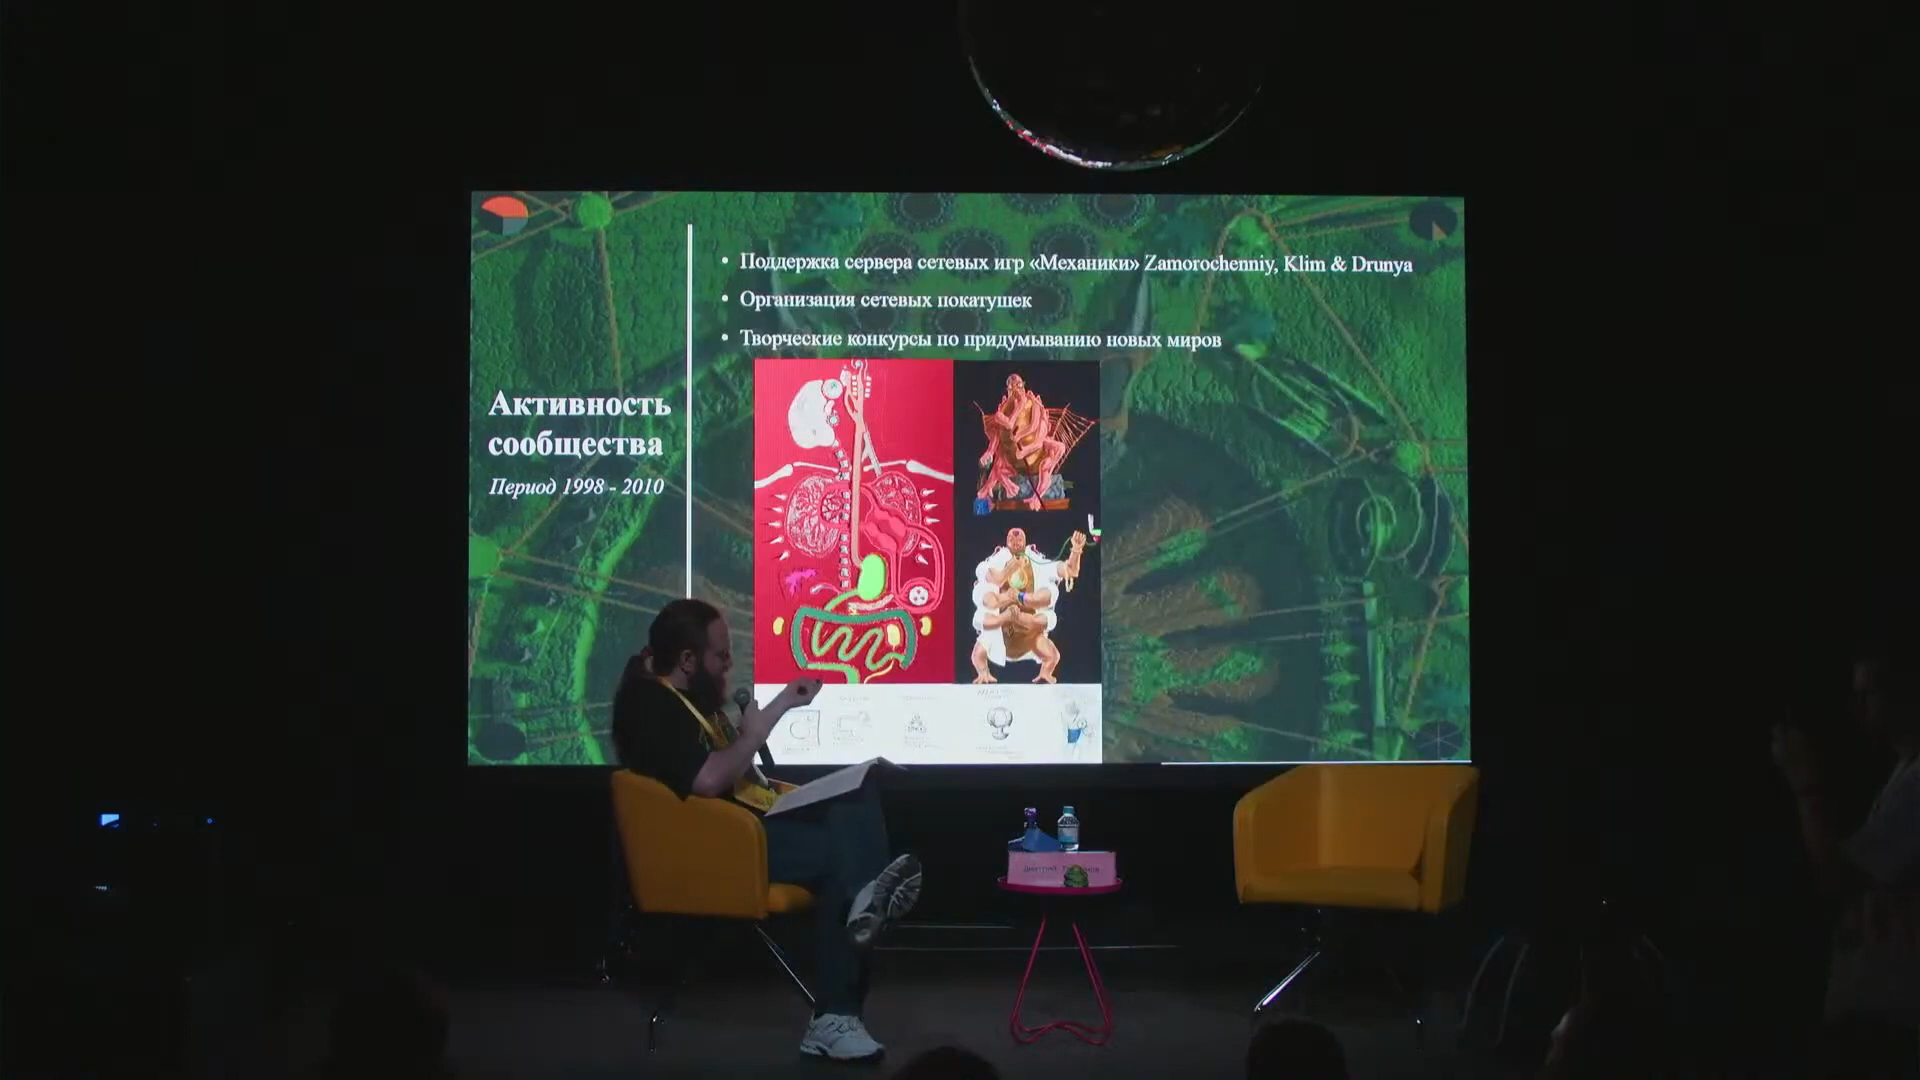 Активность
сообщества
Период 1998 - 2010
• Поддержка сервера сетевых игр «Механики» Zamorochenniy, Klim & Drunya
• Организация сетевых покатушек
• Творческие конкурсы по придумыванию новых миров